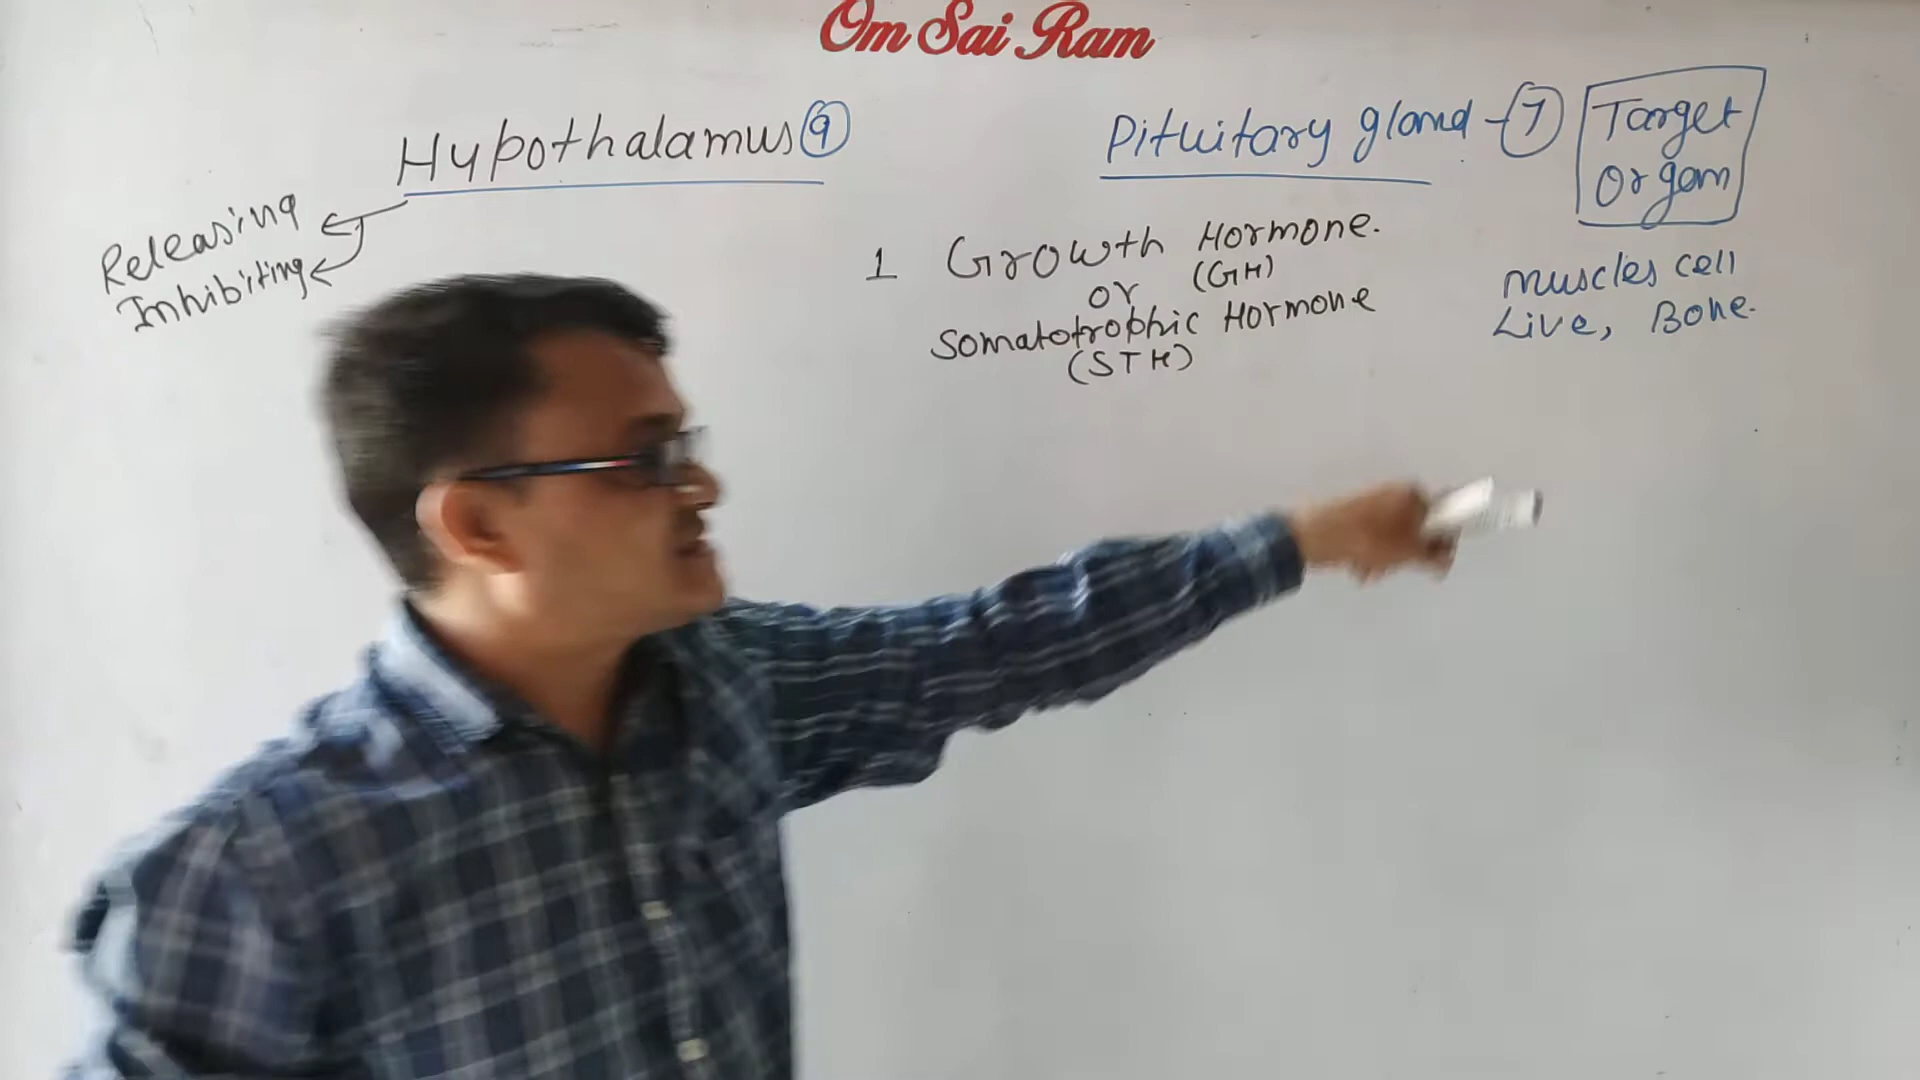 Om Sai Ram
Hypothalamus 9
Releasing
Inhibiting
Pituitary gland - 7
Target
Organ
1 Growth Hormone.
(GH)
or
Somatotrophic Hormone
(STH)
Muscles cell
Live, Bone.